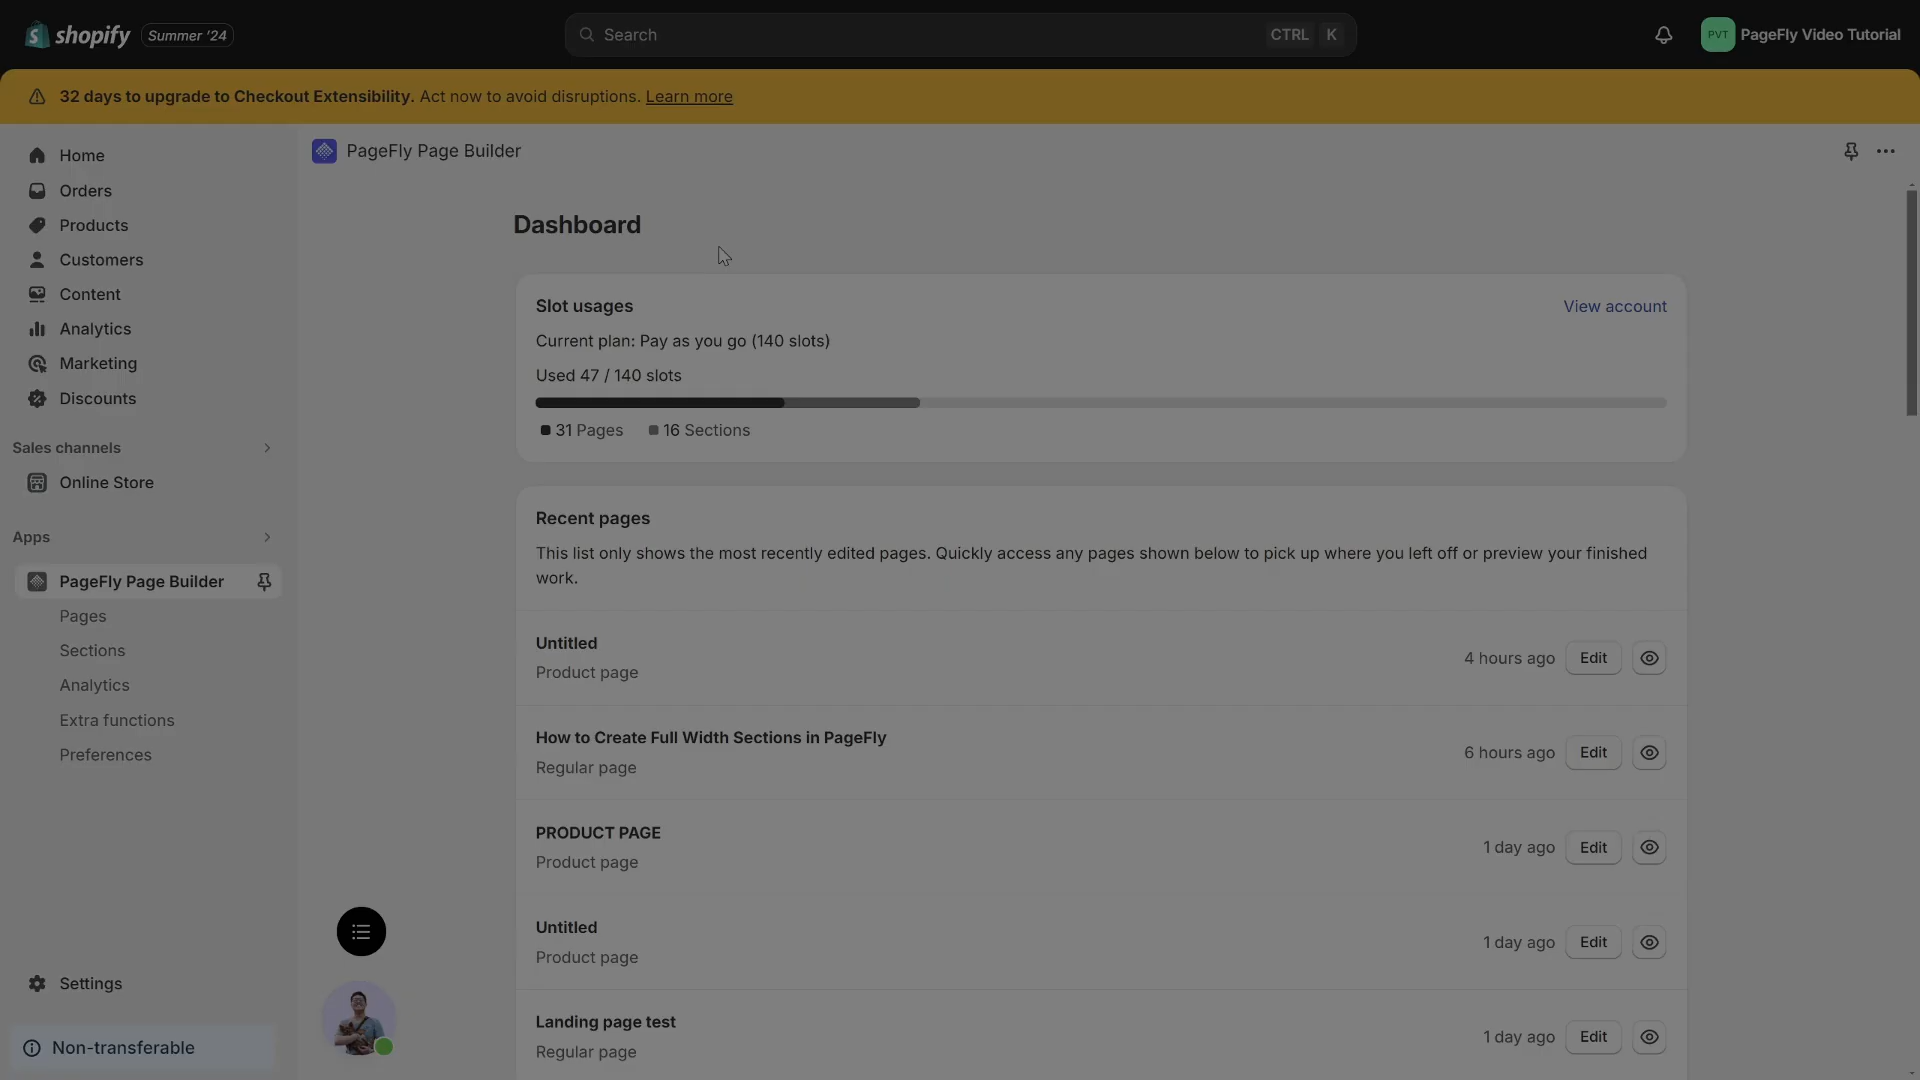 shopify Summer '24
Search
CTRL K
PVT
PageFly Video Tutorial
32 days to upgrade to Checkout Extensibility. Act now to avoid disruptions. Learn more
Home
Orders
Products
Customers
Content
Analytics
Marketing
Discounts
Sales channels
Online Store
Apps
PageFly Page Builder
Pages
Sections
Analytics
Extra functions
Preferences
Settings
Non-transferable
PageFly Page Builder
Dashboard
Slot usages
View account
Current plan: Pay as you go (140 slots)
Used 47 / 140 slots
31 Pages
16 Sections
Recent pages
This list only shows the most recently edited pages. Quickly access any pages shown below to pick up where you left off or preview your finished
work.
Untitled
Product page
4 hours ago
Edit
How to Create Full Width Sections in PageFly
Regular page
6 hours ago
Edit
PRODUCT PAGE
Product page
1 day ago
Edit
Untitled
Product page
1 day ago
Edit
Landing page test
Regular page
1 day ago
Edit